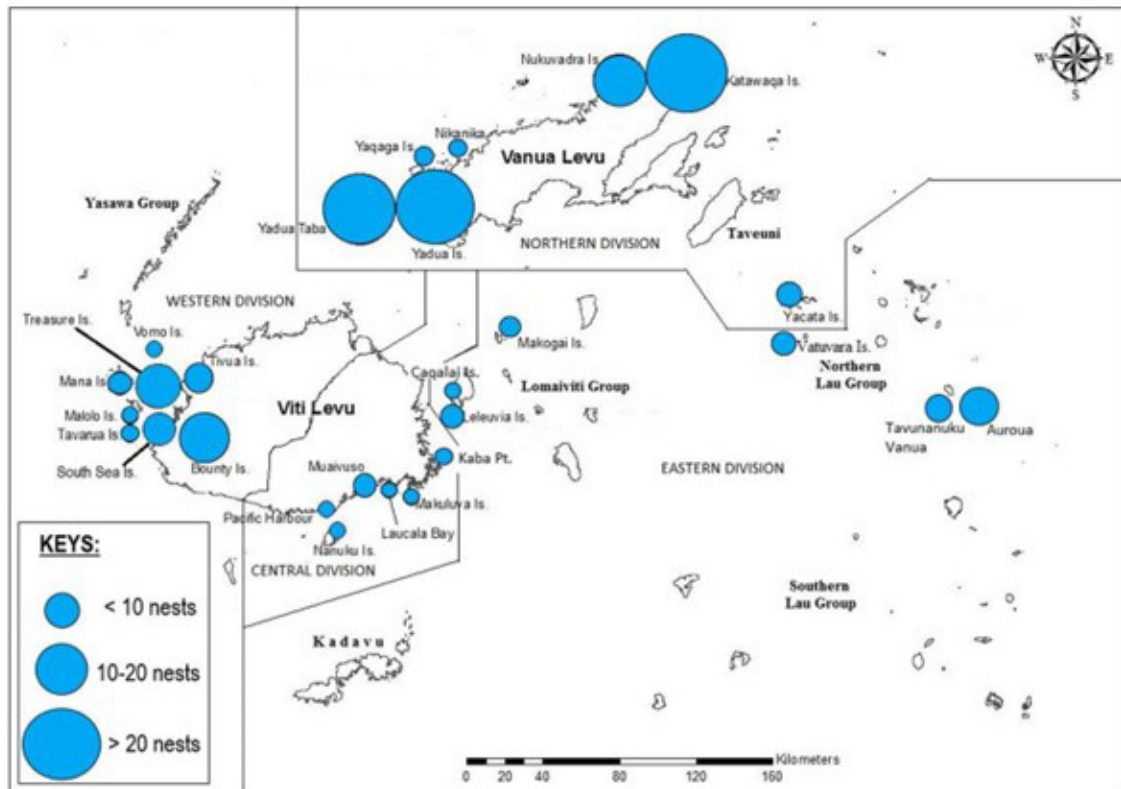 N
W E
S
Nukuvadra Is.
Katawaqa Is.
Nikanika
Yaqaga Is.
Vanua Levu
Yasawa Group
Yadua Taba
Yadua Is.
NORTHERN DIVISION
Taveuni
WESTERN DIVISION
Treasure Is.
Vomo Is.
Yacata Is.
Makogai Is.
Vatuvara Is.
Tivua Is.
Mana Is.
Caqalai Is.
Lomaiviti Group
Northern
Lau Group
Viti Levu
Malolo Is.
Leleuvia Is.
Tavarua Is.
Tavunanuku
Vanua
Auroua
South Sea Is.
Bounty Is.
Kaba Pt.
Muaivuso
EASTERN DIVISION
Pacific Harbour
Makuluva Is.
Laucala Bay
Nanuku Is.
CENTRAL DIVISION
KEYS:
< 10 nests
10-20 nests
> 20 nests
Southern
Lau Group
Kadavu
Kilometers
0 20 40 80 120 160